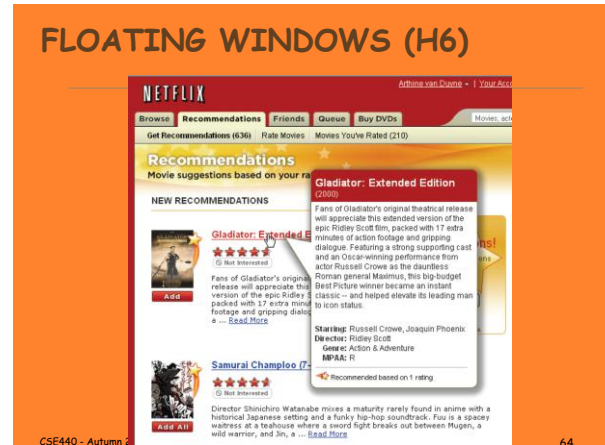 FLOATING WINDOWS (H6)
NETFLIX
Arthine van Duyne
Your Acco
Browse Recommendations Friends Queue Buy DVDs
Movies, act
Get Recommendations (636) Rate Movies Movies You've Rated (210)
Recommendations
Movie suggestions based on your ra
NEW RECOMMENDATIONS
Gladiator: Extended E
Not Interested
Fans of Gladiator's origina
release will appreciate this
version of the epic Ridley S
packed with 17 extra minu
footage and gripping dialog
a ... Read More
Add
Gladiator: Extended Edition
(2000)
Fans of Gladiator's original theatrical release
will appreciate this extended version of the
epic Ridley Scott film, packed with 17 extra
minutes of action footage and gripping
dialogue. Featuring a strong supporting cast
and an Oscar-winning performance from
actor Russell Crowe as the dauntless
Roman general Maximus, this big-budget
Best Picture winner became an instant
classic -- and helped elevate its leading man
to icon status.
Starring: Russell Crowe, Joaquin Phoenix
Director: Ridley Scott
Genre: Action & Adventure
MPAA: R
Recommended based on 1 rating
ns!
ons
Samurai Champloo (7-
Not Interested
Director Shinichiro Watanabe mixes a maturity rarely found in anime with a
historical Japanese setting and a funky hip-hop soundtrack. Fuu is a spacey
waitress at a teahouse where a sword fight breaks out between Mugen, a
wild warrior, and Jin, a ... Read More
Add All
CSE440 - Autumn 2
64